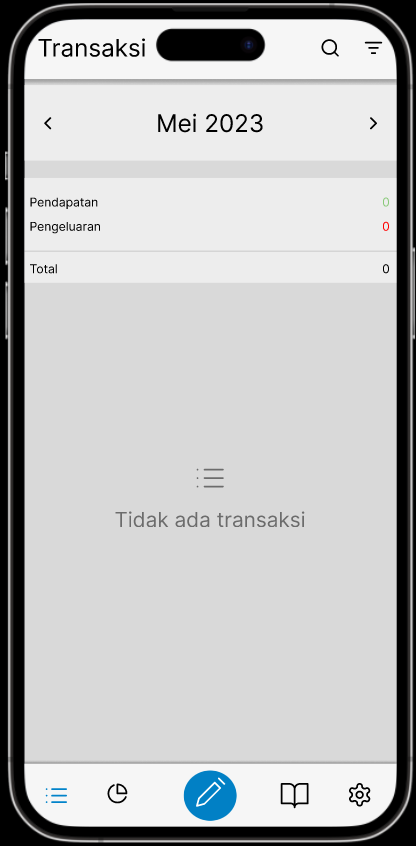 Transaksi
Mei 2023
Pendapatan 0
Pengeluaran 0
Total 0
Tidak ada transaksi